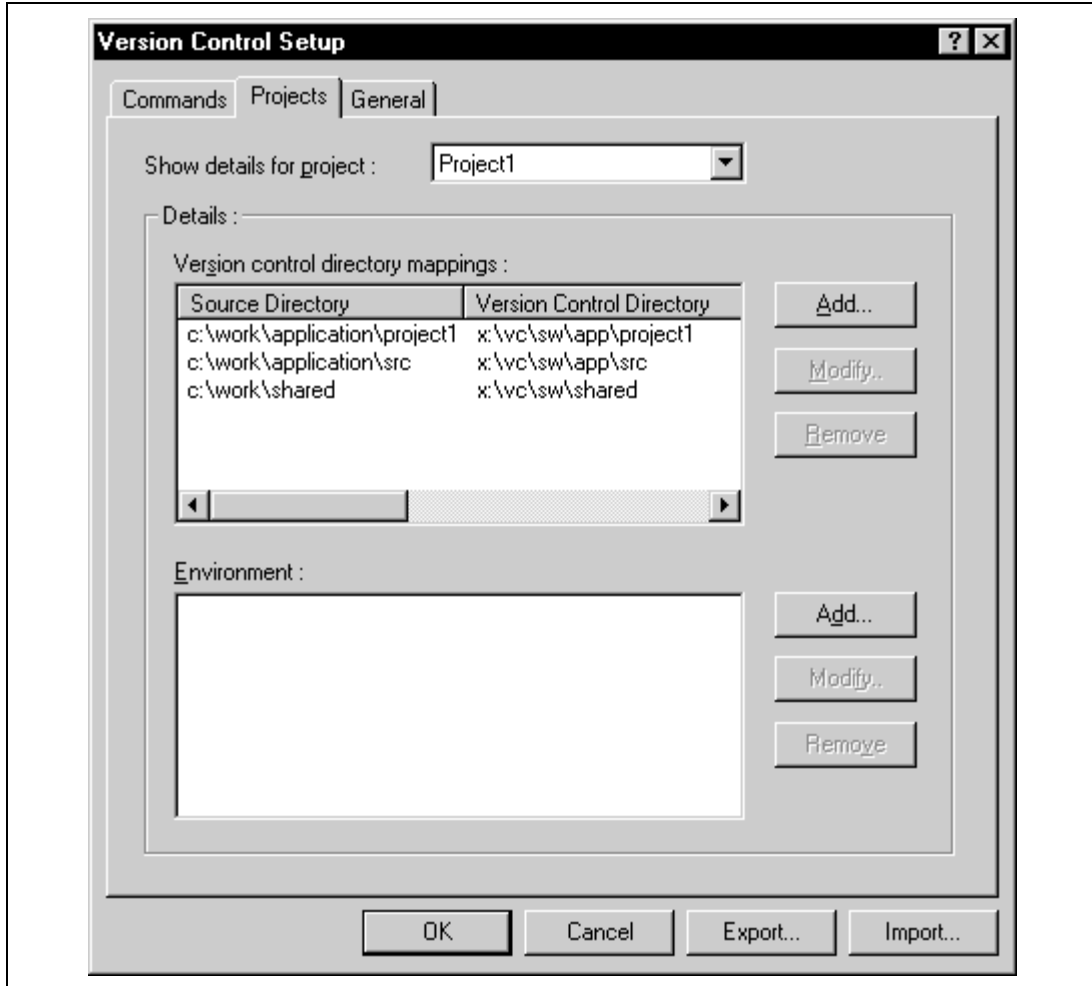 Version Control Setup
Commands Projects General
Show details for project : Project1
Details :
Version control directory mappings :
Source Directory Version Control Directory
c:\work\application\project1 x:\vc\sw\app\project1
c:\work\application\src x:\vc\sw\app\src
c:\work\shared x:\vc\sw\shared
Add...
Modify..
Remove
Environment :
Add...
Modify..
Remove
OK Cancel Export... Import...